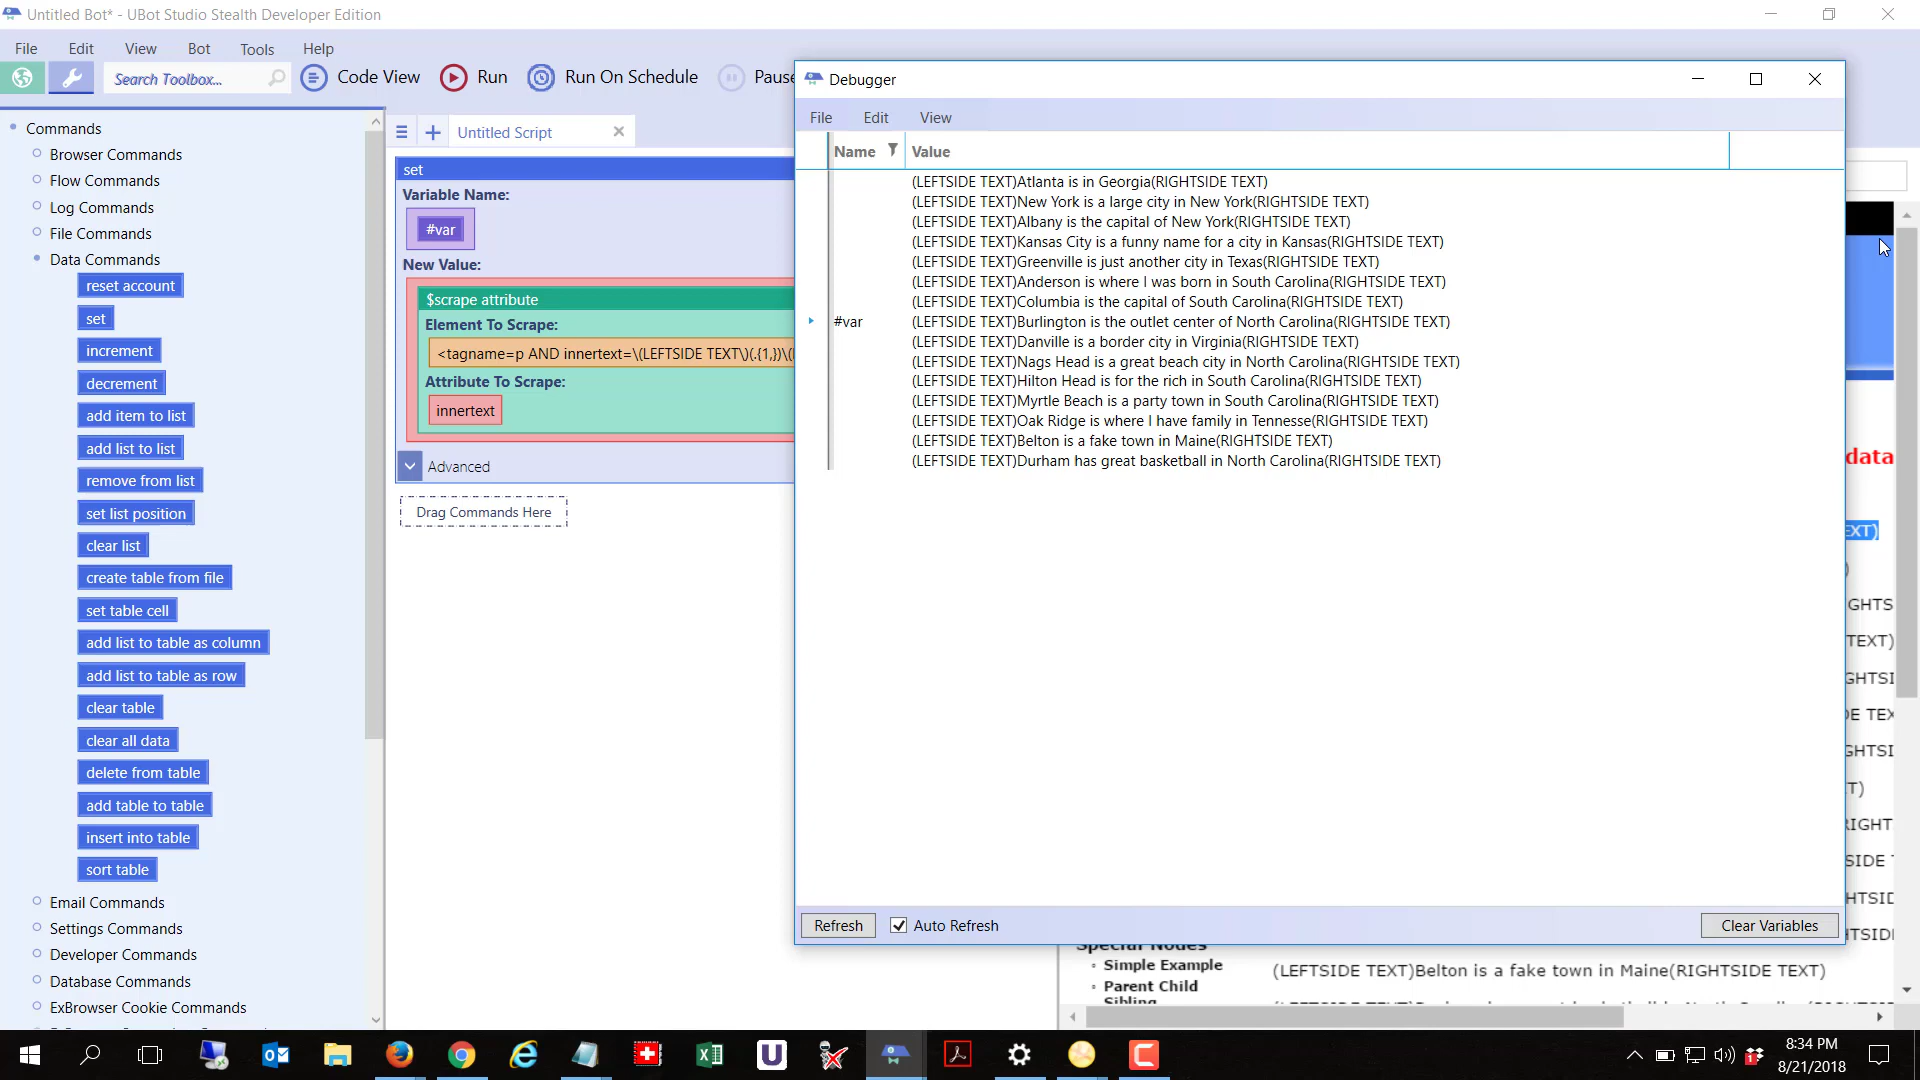 Untitled Bot* - UBot Studio Stealth Developer Edition
File Edit View Bot Tools Help
Search Toolbox... Code View Run Run On Schedule
Commands
Browser Commands
Flow Commands
Log Commands
File Commands
Data Commands
reset account
set
increment
decrement
add item to list
add list to list
remove from list
set list position
clear list
create table from file
set table cell
add list to table as column
add list to table as row
clear table
clear all data
delete from table
add table to table
insert into table
sort table
Email Commands
Settings Commands
Developer Commands
Database Commands
ExBrowser Cookie Commands
Untitled Script
set
Variable Name:
#var
New Value:
$scrape attribute
Element To Scrape:
<tagname=p AND innertext=\(LEFTSIDE TEXT\)(.{1,})\(
Attribute To Scrape:
innertext
Advanced
Drag Commands Here
Debugger
File Edit View
Name Value
(LEFTSIDE TEXT)Atlanta is in Georgia(RIGHTSIDE TEXT)
(LEFTSIDE TEXT)New York is a large city in New York(RIGHTSIDE TEXT)
(LEFTSIDE TEXT)Albany is the capital of New York(RIGHTSIDE TEXT)
(LEFTSIDE TEXT)Kansas City is a funny name for a city in Kansas(RIGHTSIDE TEXT)
(LEFTSIDE TEXT)Greenville is just another city in Texas(RIGHTSIDE TEXT)
(LEFTSIDE TEXT)Anderson is where I was born in South Carolina(RIGHTSIDE TEXT)
(LEFTSIDE TEXT)Columbia is the capital of South Carolina(RIGHTSIDE TEXT)
#var (LEFTSIDE TEXT)Burlington is the outlet center of North Carolina(RIGHTSIDE TEXT)
(LEFTSIDE TEXT)Danville is a border city in Virginia(RIGHTSIDE TEXT)
(LEFTSIDE TEXT)Nags Head is a great beach city in North Carolina(RIGHTSIDE TEXT)
(LEFTSIDE TEXT)Hilton Head is for the rich in South Carolina(RIGHTSIDE TEXT)
(LEFTSIDE TEXT)Myrtle Beach is a party town in South Carolina(RIGHTSIDE TEXT)
(LEFTSIDE TEXT)Oak Ridge is where I have family in Tennesse(RIGHTSIDE TEXT)
(LEFTSIDE TEXT)Belton is a fake town in Maine(RIGHTSIDE TEXT)
(LEFTSIDE TEXT)Durham has great basketball in North Carolina(RIGHTSIDE TEXT)
Refresh Auto Refresh Clear Variables
data
Special Nodes
Simple Example
Parent Child
Sibling
(LEFTSIDE TEXT)Belton is a fake town in Maine(RIGHTSIDE TEXT)
8:34 PM
8/21/2018